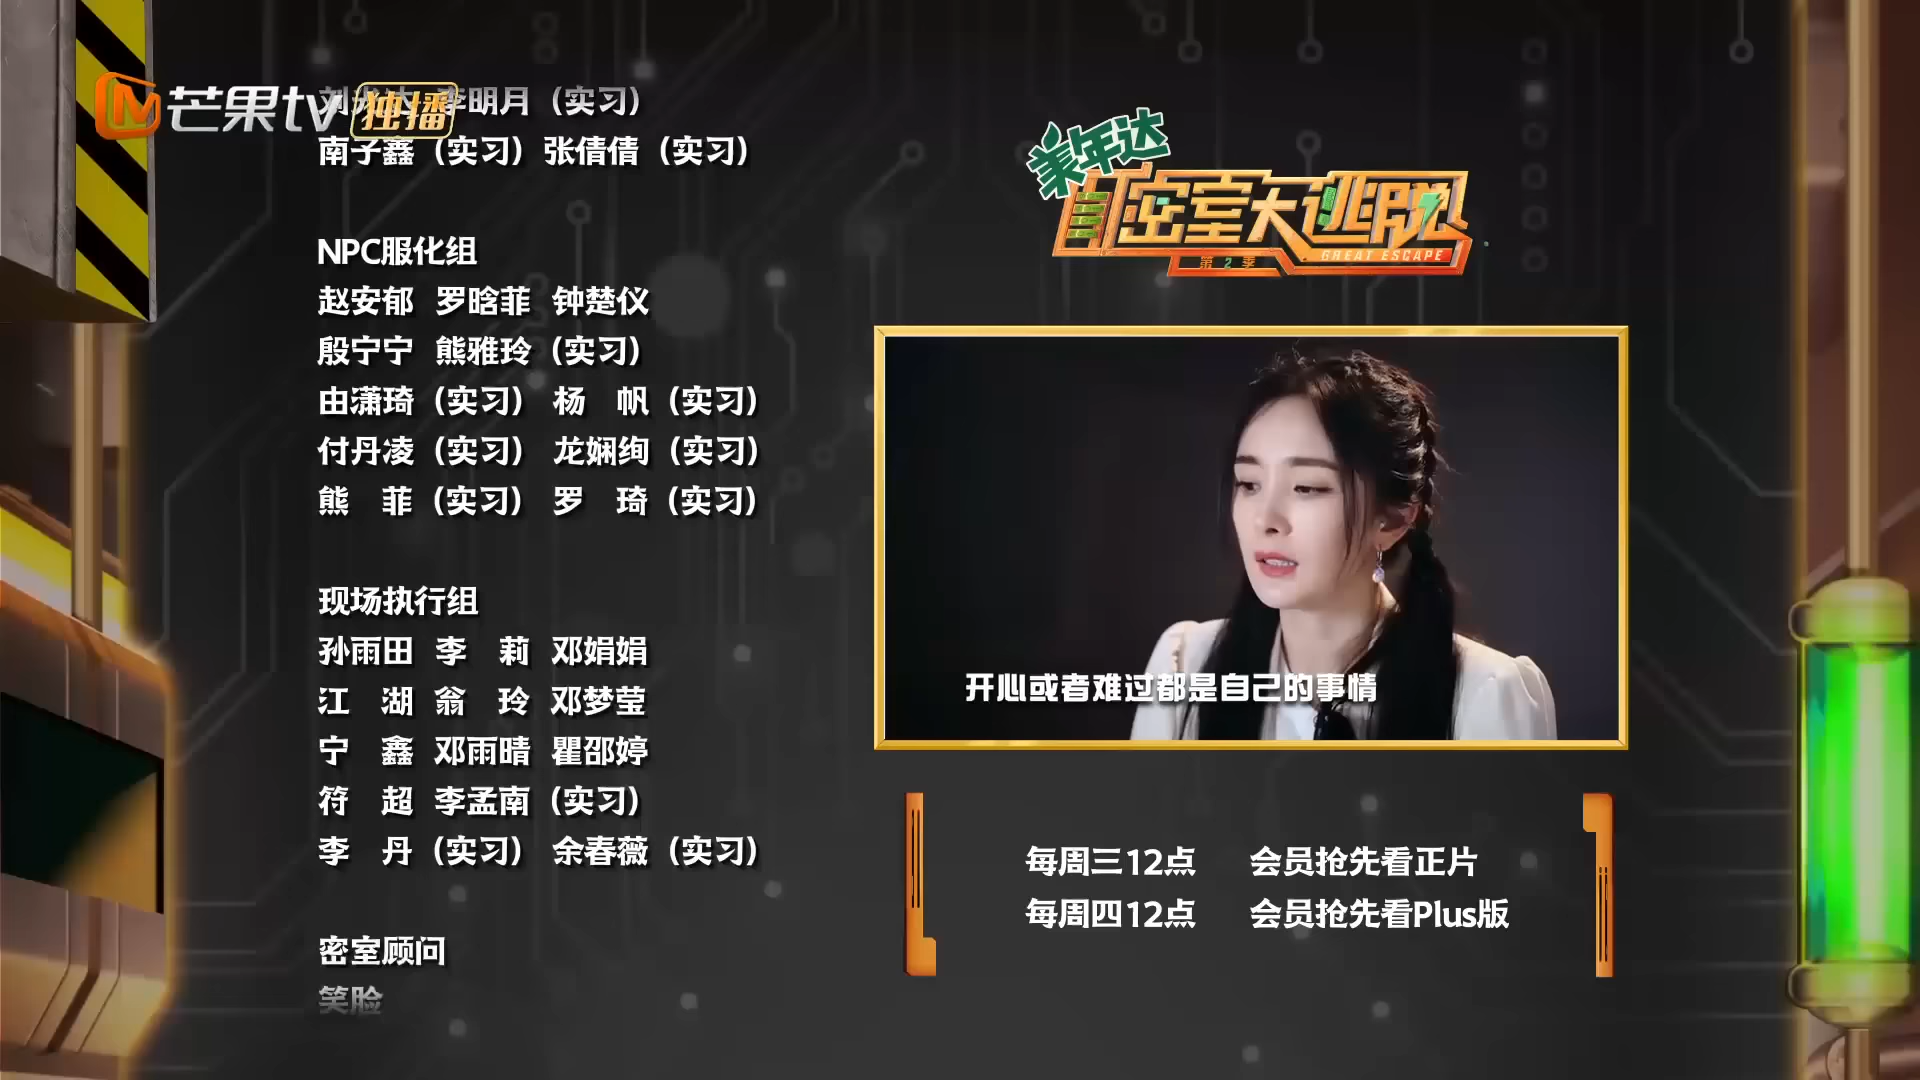 芒果tv 独播
李明月（实习）
南子鑫（实习）张倩倩（实习）
NPC服化组
赵安郁 罗晗菲 钟楚仪
殷宁宁 熊雅玲（实习）
由潇琦（实习） 杨 帆（实习）
付丹凌（实习） 龙娴绚（实习）
熊 菲（实习） 罗 琦（实习）
现场执行组
孙雨田 李 莉 邓娟娟
江 湖 翁 玲 邓梦莹
宁 鑫 邓雨晴 瞿邵婷
符 超 李孟南（实习）
李 丹（实习） 余春薇（实习）
密室顾问
笑脸
美年达
密室大逃脱
GREAT ESCAPE
第2季
开心或者难过都是自己的事情
每周三12点 会员抢先看正片
每周四12点 会员抢先看Plus版